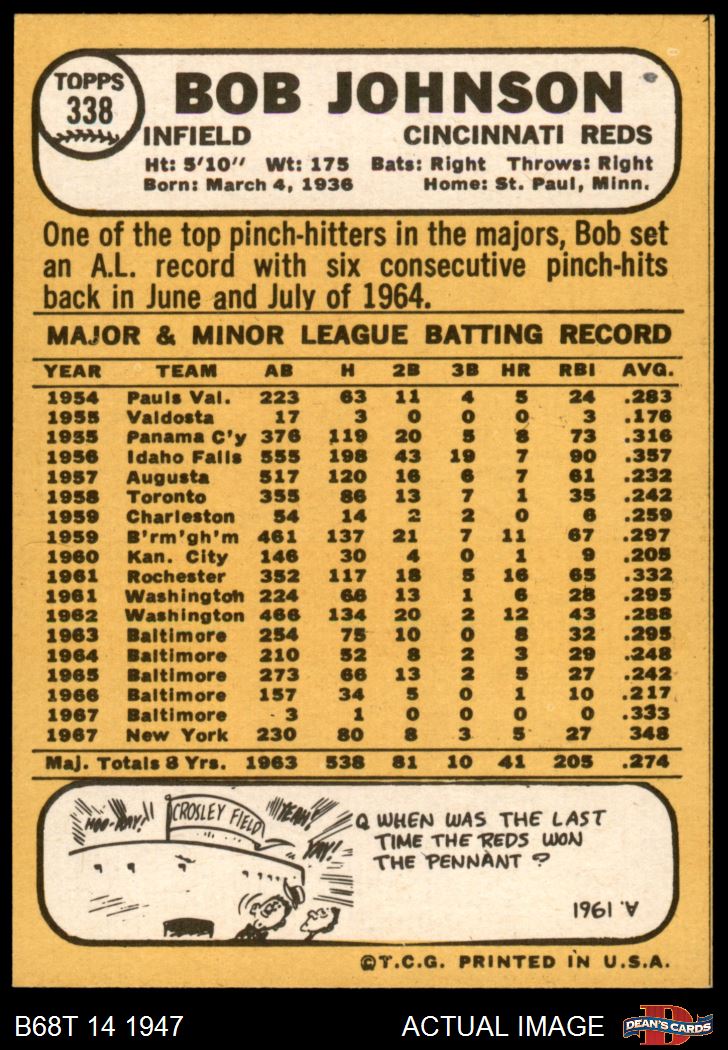 TOPPS
338
BOB JOHNSON
INFIELD CINCINNATI REDS
Ht: 5'10" Wt: 175 Bats: Right Throws: Right
Born: March 4, 1936 Home: St. Paul, Minn.
One of the top pinch-hitters in the majors, Bob set
an A.L. record with six consecutive pinch-hits
back in June and July of 1964.
MAJOR & MINOR LEAGUE BATTING RECORD
YEAR TEAM AB H 2B 3B HR RBI AVG.
1954 Pauls Val. 223 63 11 4 5 24 .283
1955 Valdosta 17 3 0 0 0 3 .176
1955 Panama C'y 376 119 20 5 8 73 .316
1956 Idaho Falls 555 198 43 19 7 90 .357
1957 Augusta 517 120 16 6 7 61 .232
1958 Toronto 355 86 13 7 1 35 .242
1959 Charleston 54 14 2 2 0 6 .259
1959 B'rm'gh'm 461 137 21 7 11 67 .297
1960 Kan. City 146 30 4 0 1 9 .205
1961 Rochester 352 117 18 5 16 65 .332
1961 Washington 224 66 13 1 6 28 .295
1962 Washington 466 134 20 2 12 43 .288
1963 Baltimore 254 75 10 0 8 32 .295
1964 Baltimore 210 52 8 2 3 29 .248
1965 Baltimore 273 66 13 2 5 27 .242
1966 Baltimore 157 34 5 0 1 10 .217
1967 Baltimore 3 1 0 0 0 0 .333
1967 New York 230 80 8 3 5 27 348
Maj. Totals 8 Yrs. 1963 538 81 10 41 205 .274
HOO-RAY! CROSLEY FIELD YEAH!
YAY!
Q WHEN WAS THE LAST
TIME THE REDS WON
THE PENNANT ?
A. 1961
©T.C.G. PRINTED IN U.S.A.
B68T 14 1947 ACTUAL IMAGE D DEAN'S CARDS